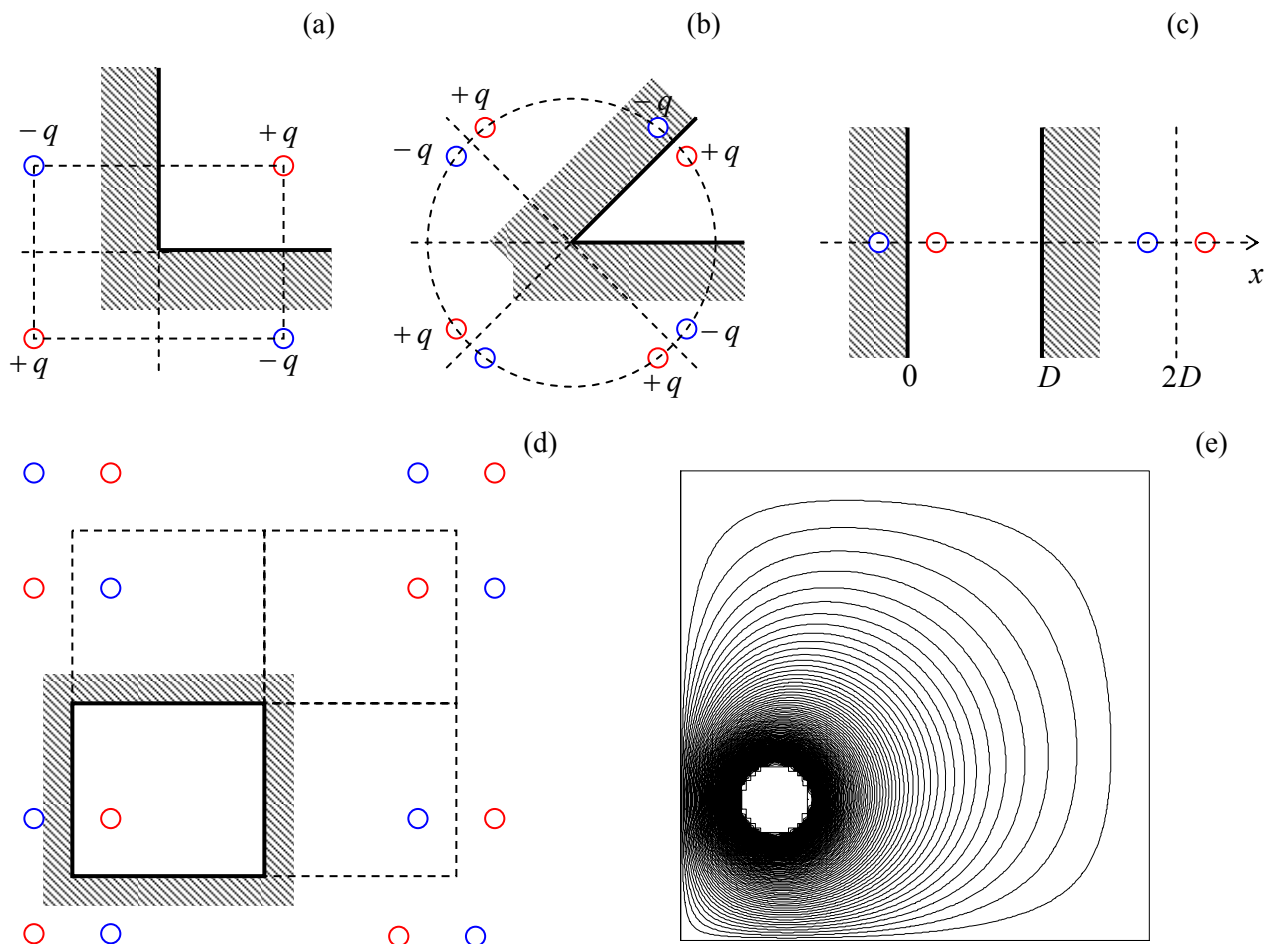 (a)
− q
+ q
+ q
− q
(b)
+ q
− q
− q
+ q
+ q
− q
+ q
(c)
x
0
D
2D
(d)
(e)